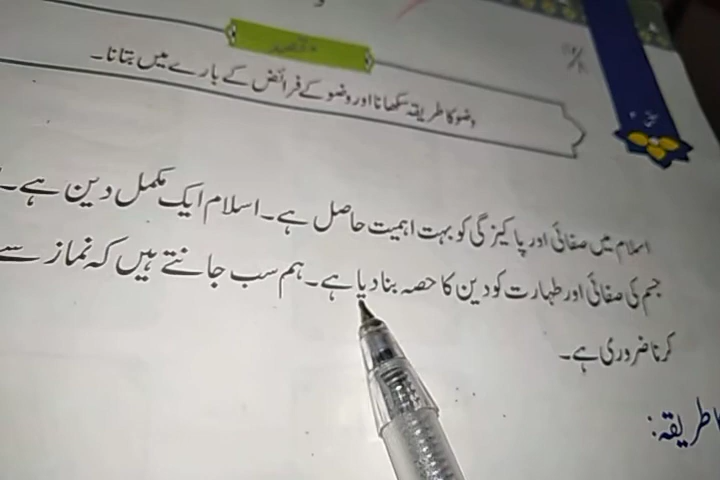 مقصد
وضو کا طریقہ سکھانا اور وضو کے فرائض کے بارے میں بتانا۔
اسلام میں صفائی اور پاکیزگی کو بہت اہمیت حاصل ہے۔ اسلام ایک مکمل دین ہے۔
جسم کی صفائی اور طہارت کو دین کا حصہ بنا دیا ہے۔ ہم سب جانتے ہیں کہ نماز سے
کرنا ضروری ہے۔
طریقہ: